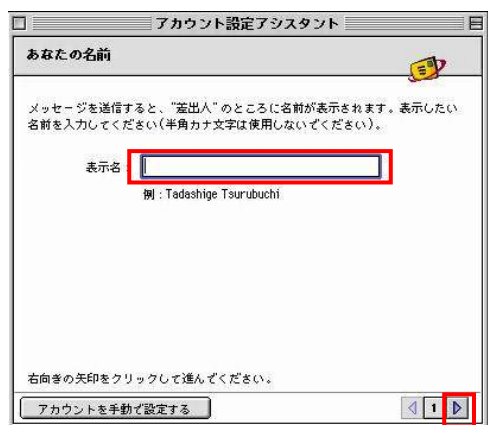 アカウント設定アシスタント
あなたの名前
メッセージを送信すると、"差出人"のところに名前が表示されます。表示したい
名前を入力してください(半角カナ文字は使用しないでください)。
表示名:
例:Tadashige Tsurubuchi
右向きの矢印をクリックして進んでください。
アカウントを手動で設定する
1